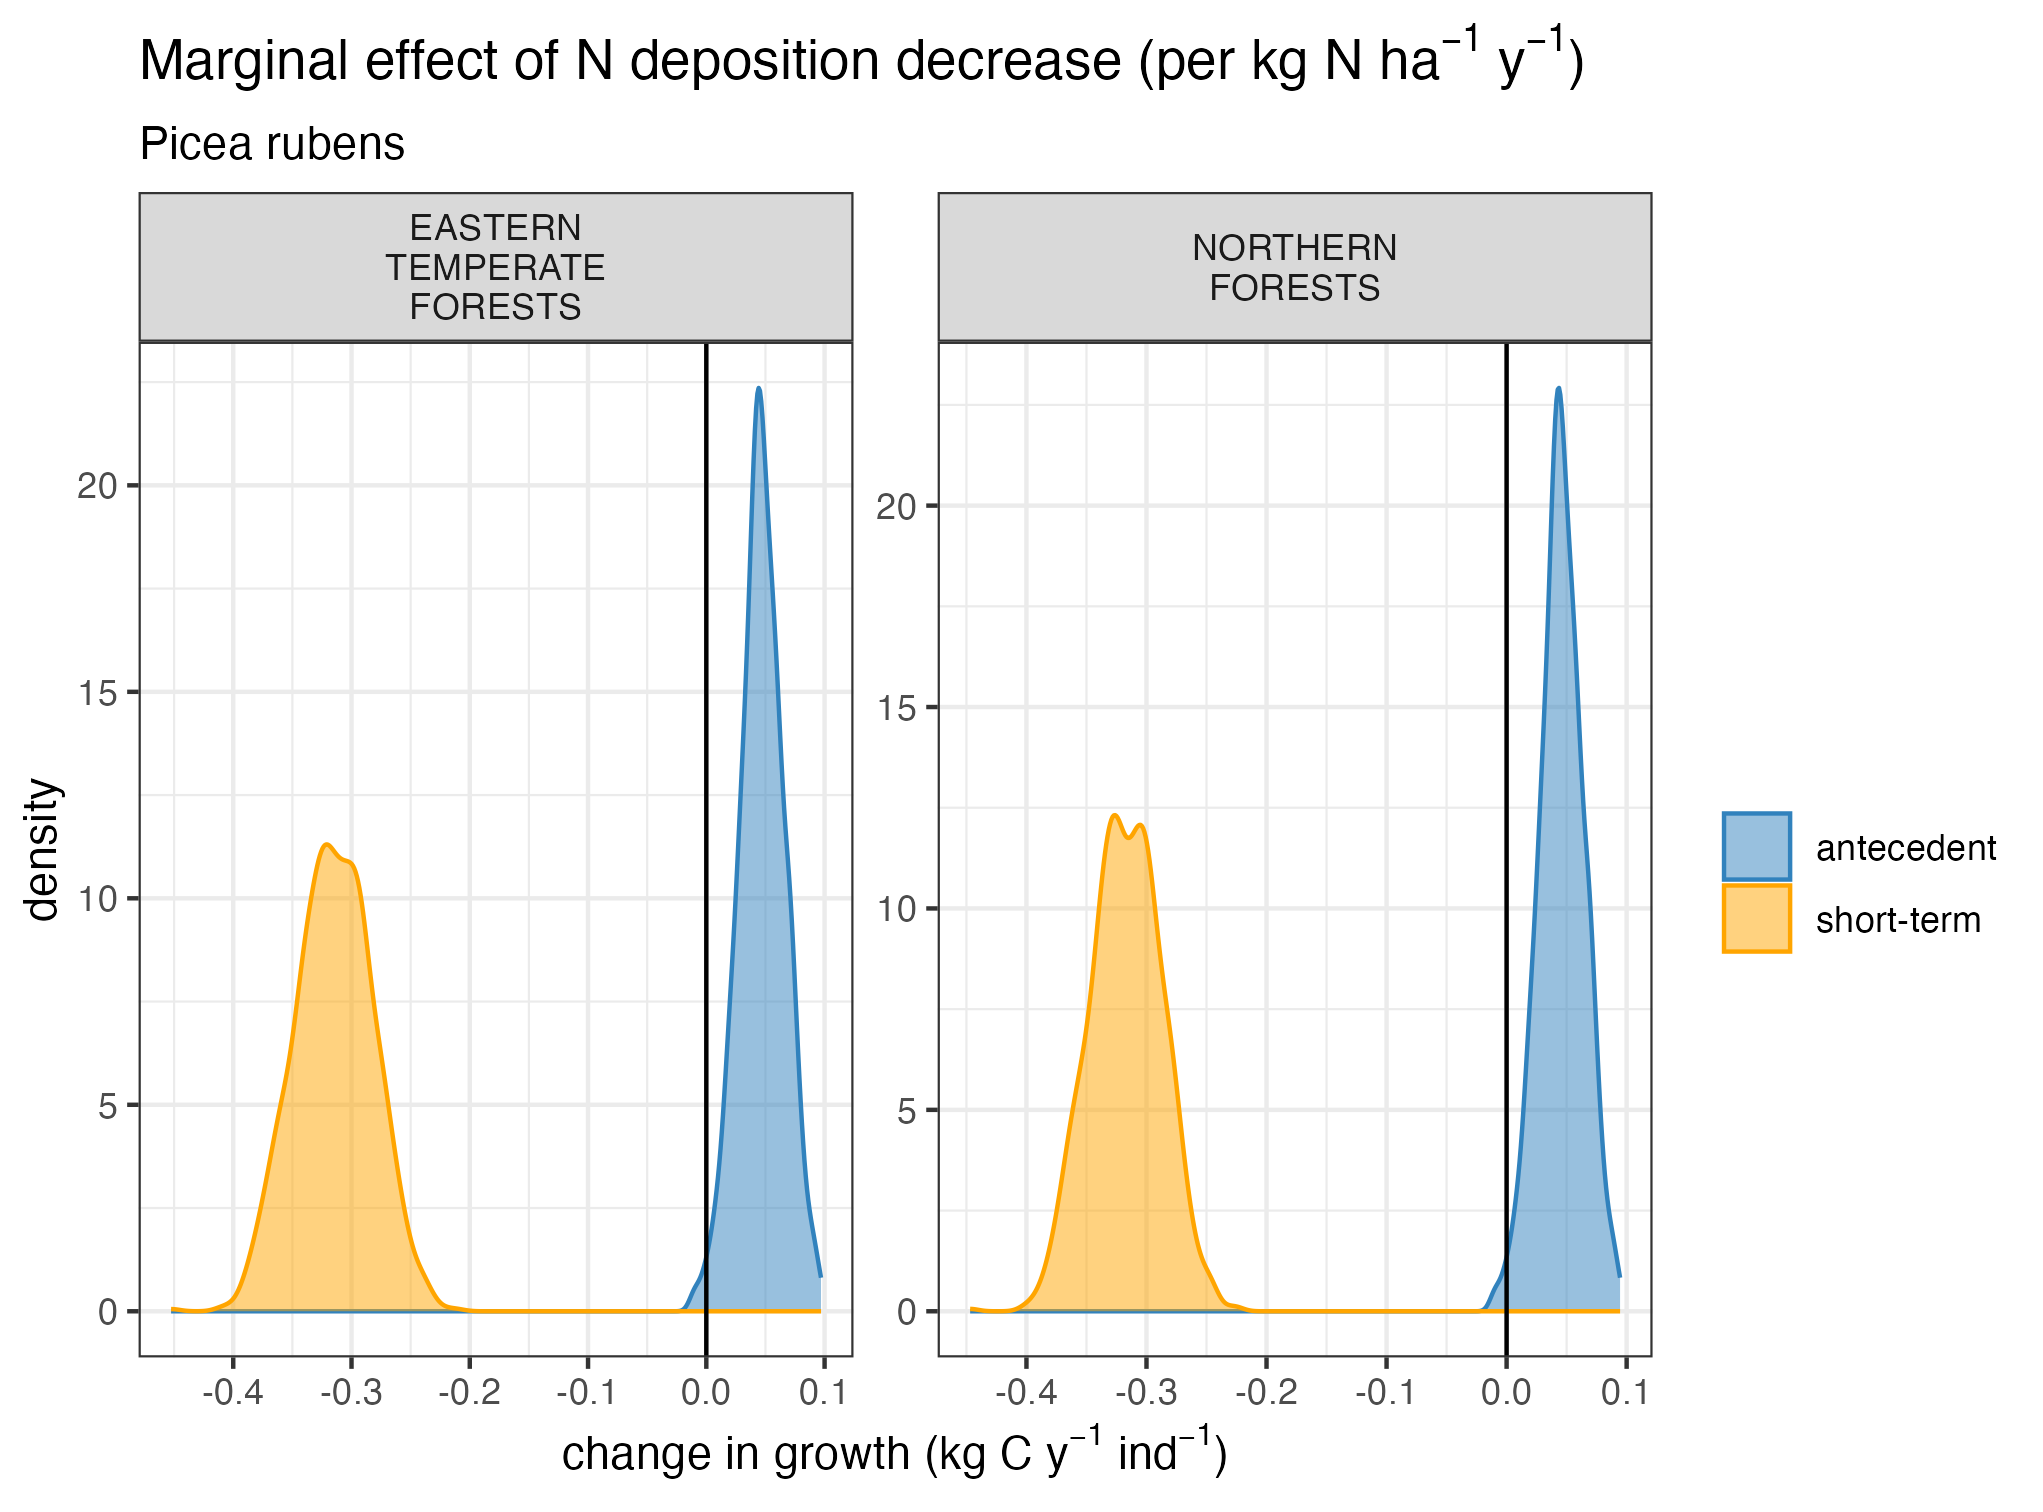 Marginal effect of N deposition decrease (per kg N ha⁻¹ y⁻¹)
Picea rubens
EASTERN
TEMPERATE
FORESTS
NORTHERN
FORESTS
density
20
15
10
5
0
20
15
10
5
0
-0.4 -0.3 -0.2 -0.1 0.0 0.1
-0.4 -0.3 -0.2 -0.1 0.0 0.1
change in growth (kg C y⁻¹ ind⁻¹)
antecedent
short-term